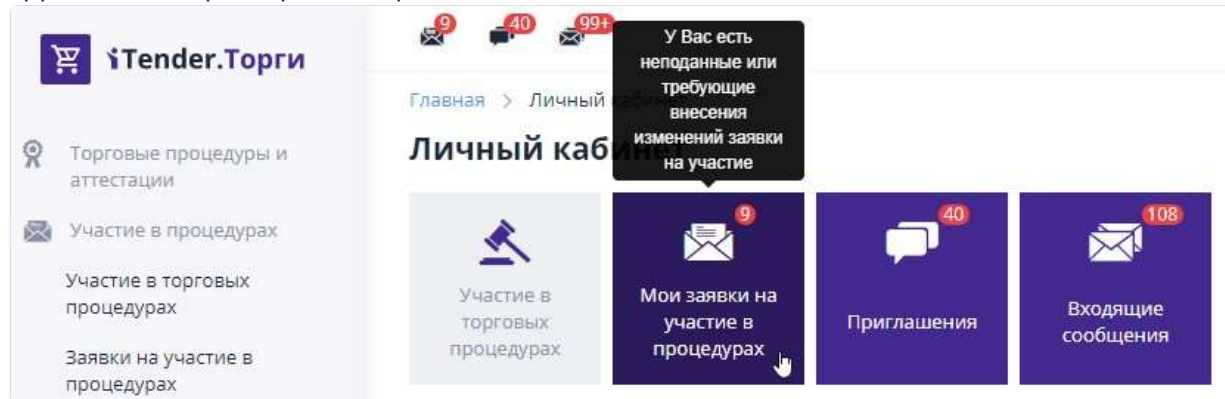 iTender.Торги
9 40 99+
У Вас есть
неподанные или
требующие
внесения
изменений заявки
на участие
Главная > Личный
Личный каб
Торговые процедуры и
аттестации
Участие в процедурах
Участие в торговых
процедурах
Заявки на участие в
процедурах
Участие в
торговых
процедурах
9
Мои заявки на
участие в
процедурах
40
Приглашения
108
Входящие
сообщения